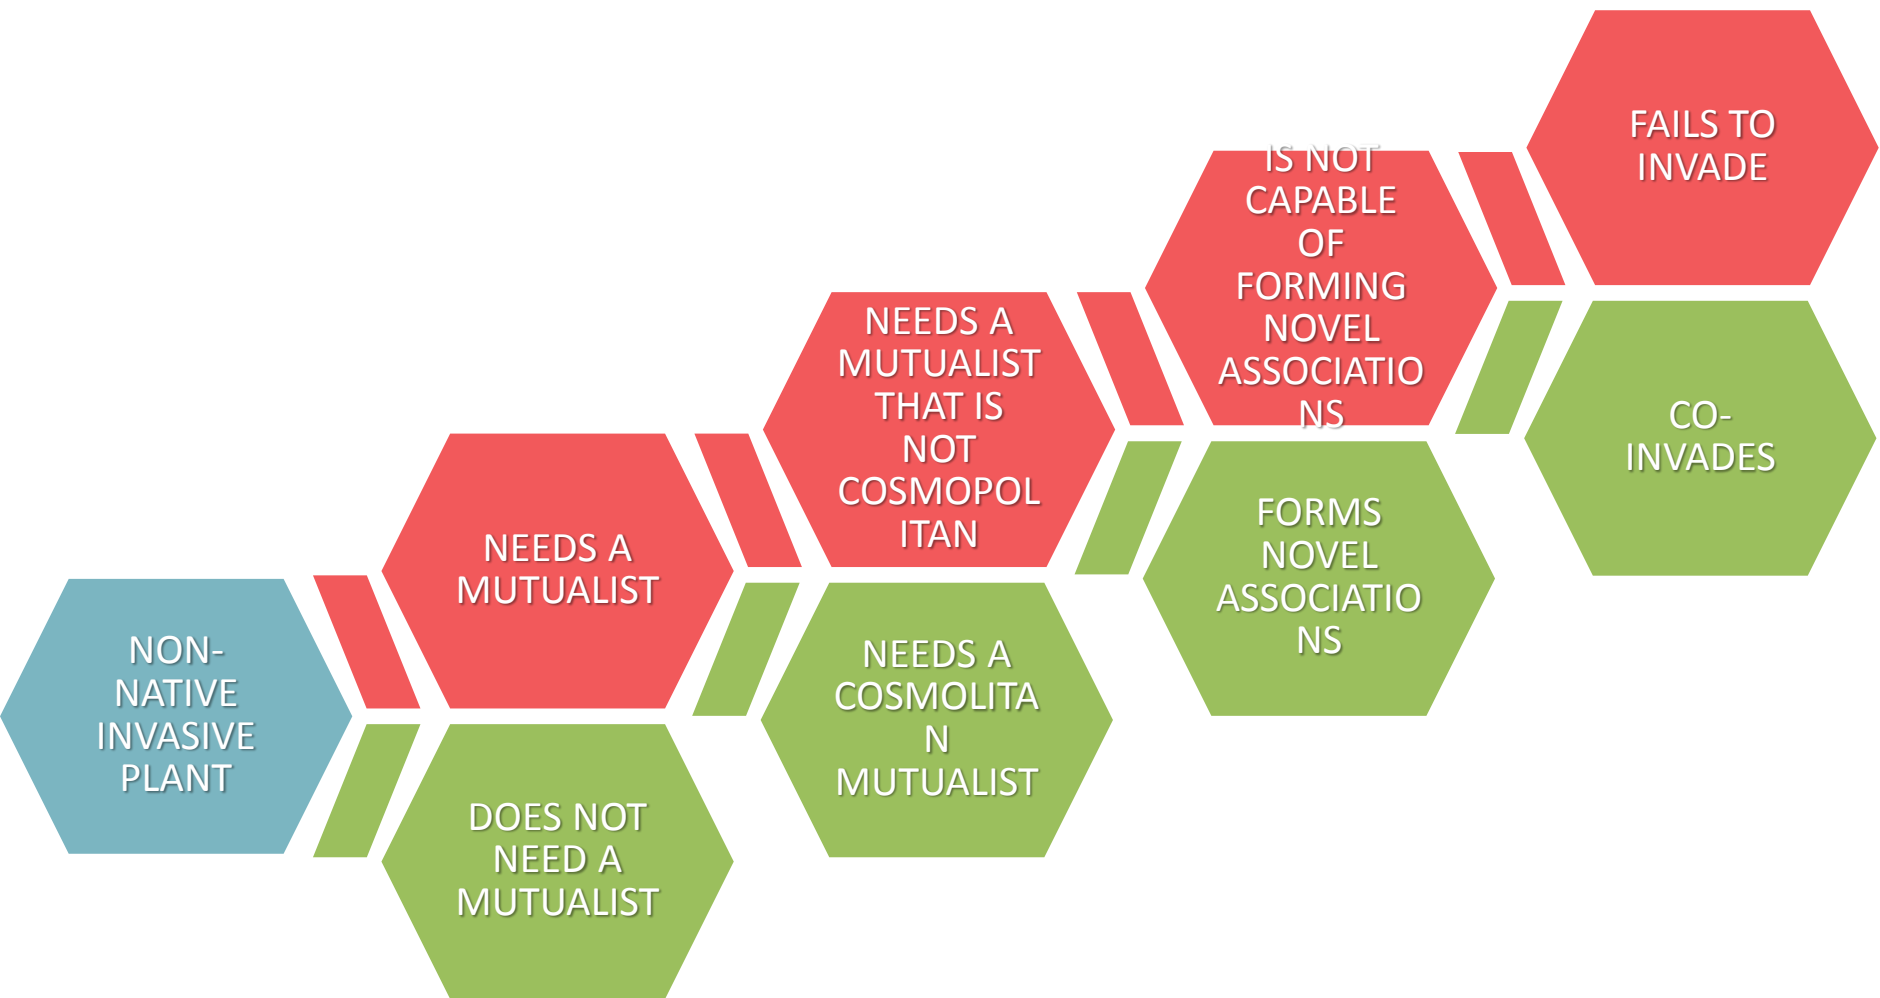 NON-
NATIVE
INVASIVE
PLANT
NEEDS A
MUTUALIST
DOES NOT
NEED A
MUTUALIST
NEEDS A
MUTUALIST
THAT IS
NOT
COSMOPOL
ITAN
NEEDS A
COSMOLITA
N
MUTUALIST
IS NOT
CAPABLE
OF
FORMING
NOVEL
ASSOCIATIO
NS
FORMS
NOVEL
ASSOCIATIO
NS
FAILS TO
INVADE
CO-
INVADES